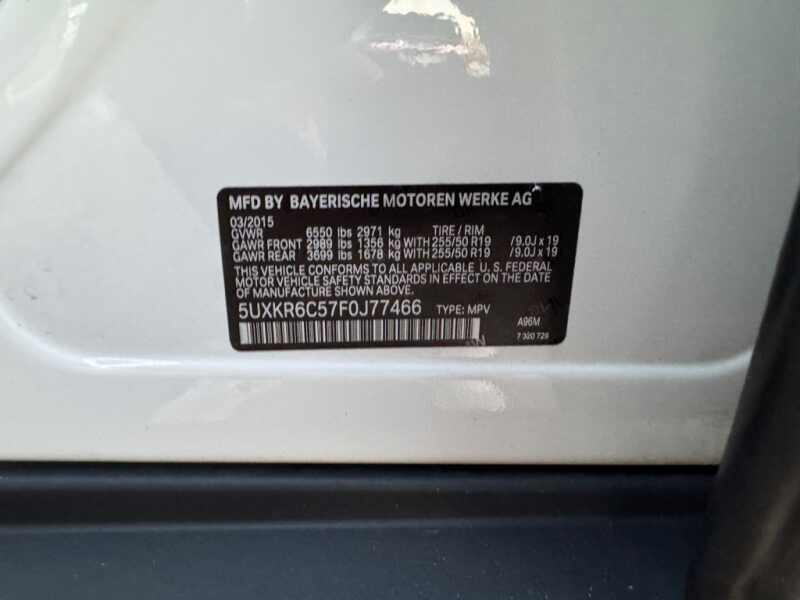 MFD BY BAYERISCHE MOTOREN WERKE AG
03/2015
GVWR 6550 lbs 2971 kg TIRE / RIM
GAWR FRONT 2989 lbs 1356 kg WITH 255/50 R19 /9.0J x 19
GAWR REAR 3699 lbs 1678 kg WITH 255/50 R19 /9.0J x 19
THIS VEHICLE CONFORMS TO ALL APPLICABLE U. S. FEDERAL
MOTOR VEHICLE SAFETY STANDARDS IN EFFECT ON THE DATE
OF MANUFACTURE SHOWN ABOVE.
5UXKR6C57F0J77466 TYPE: MPV
A96M
7 320 728